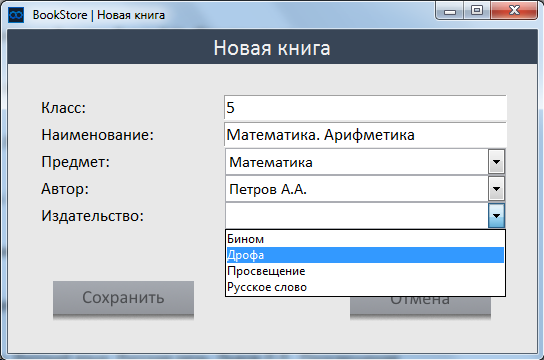 BookStore | Новая книга
Новая книга
Класс: 5
Наименование: Математика. Арифметика
Предмет: Математика
Автор: Петров А.А.
Издательство:
Бином
Дрофа
Просвещение
Русское слово
Сохранить Отмена